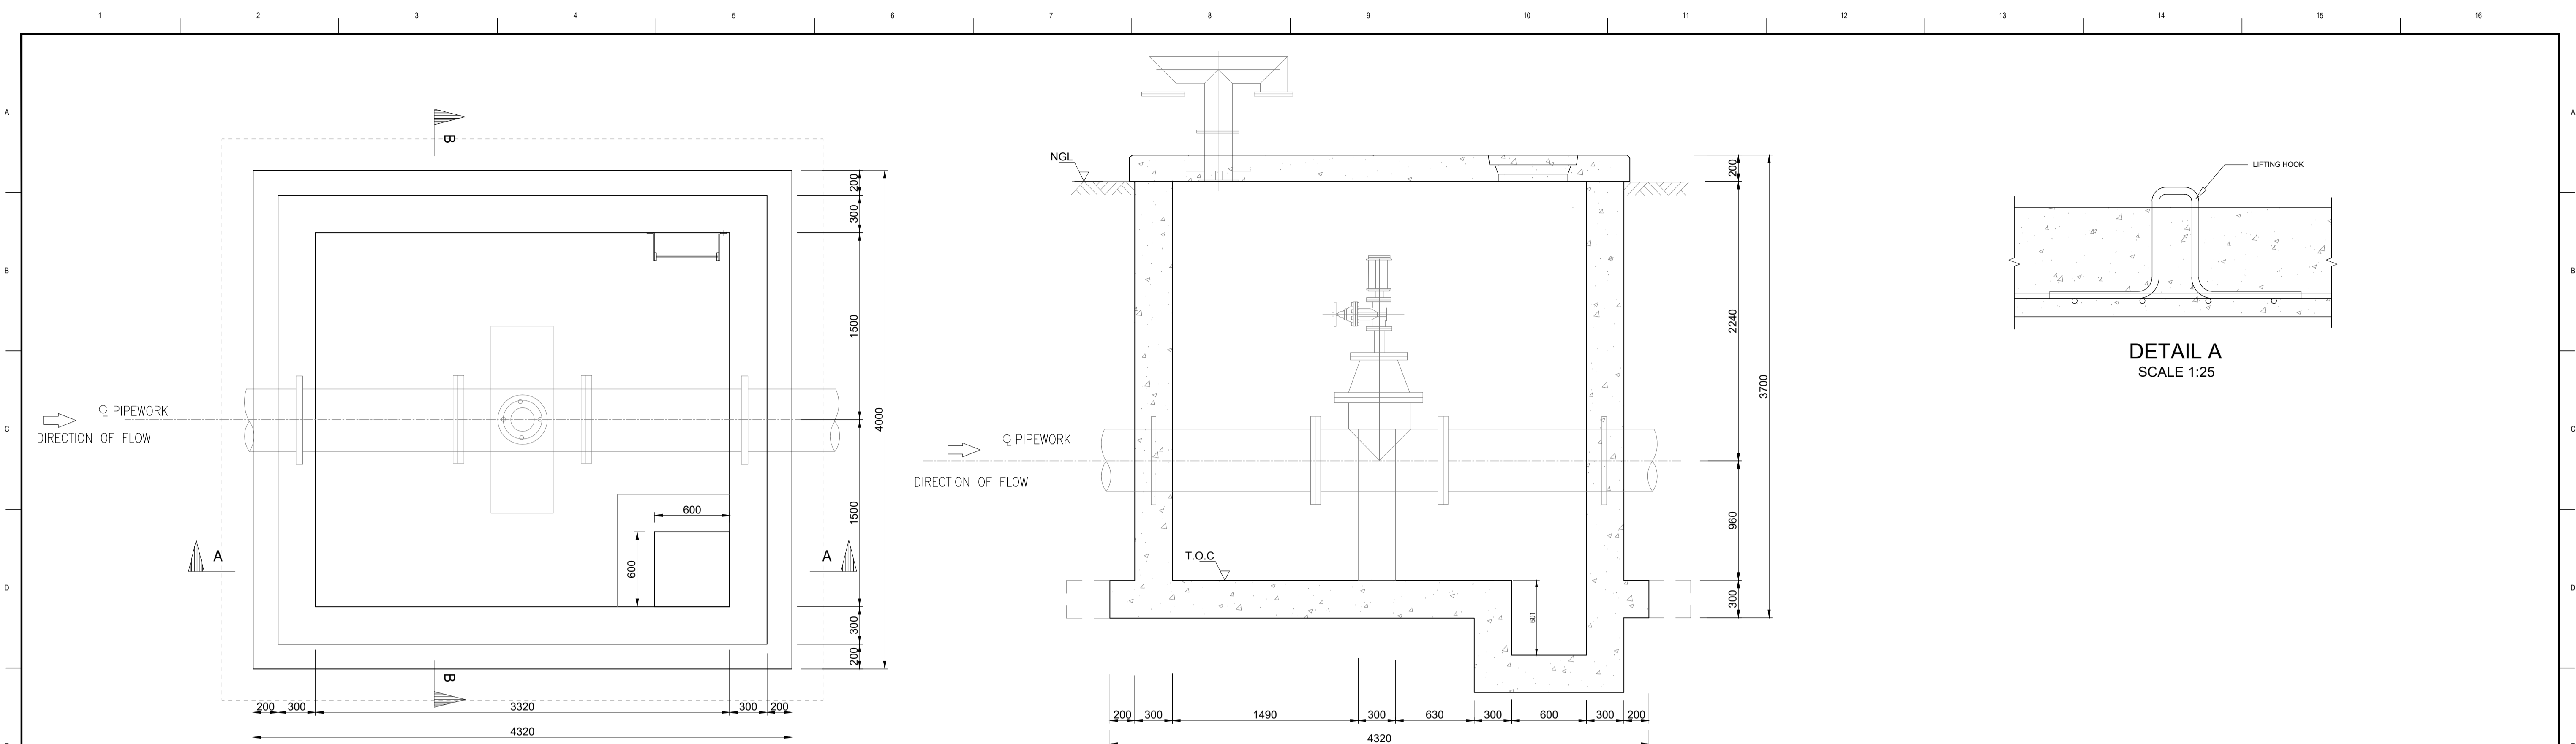 1 2 3 4 5 6 7 8 9 10 11 12 13 14 15 16
A A
B B
C C
D D
B
200
300
1500
4000
1500
300
200
℄ PIPEWORK
DIRECTION OF FLOW
600
600
A A
B
200 300 3320 300 200
4320
NGL
200
2240
3700
960
300
℄ PIPEWORK
DIRECTION OF FLOW
T.O.C
601
200 300 1490 300 630 300 600 300 200
4320
LIFTING HOOK
DETAIL A
SCALE 1:25